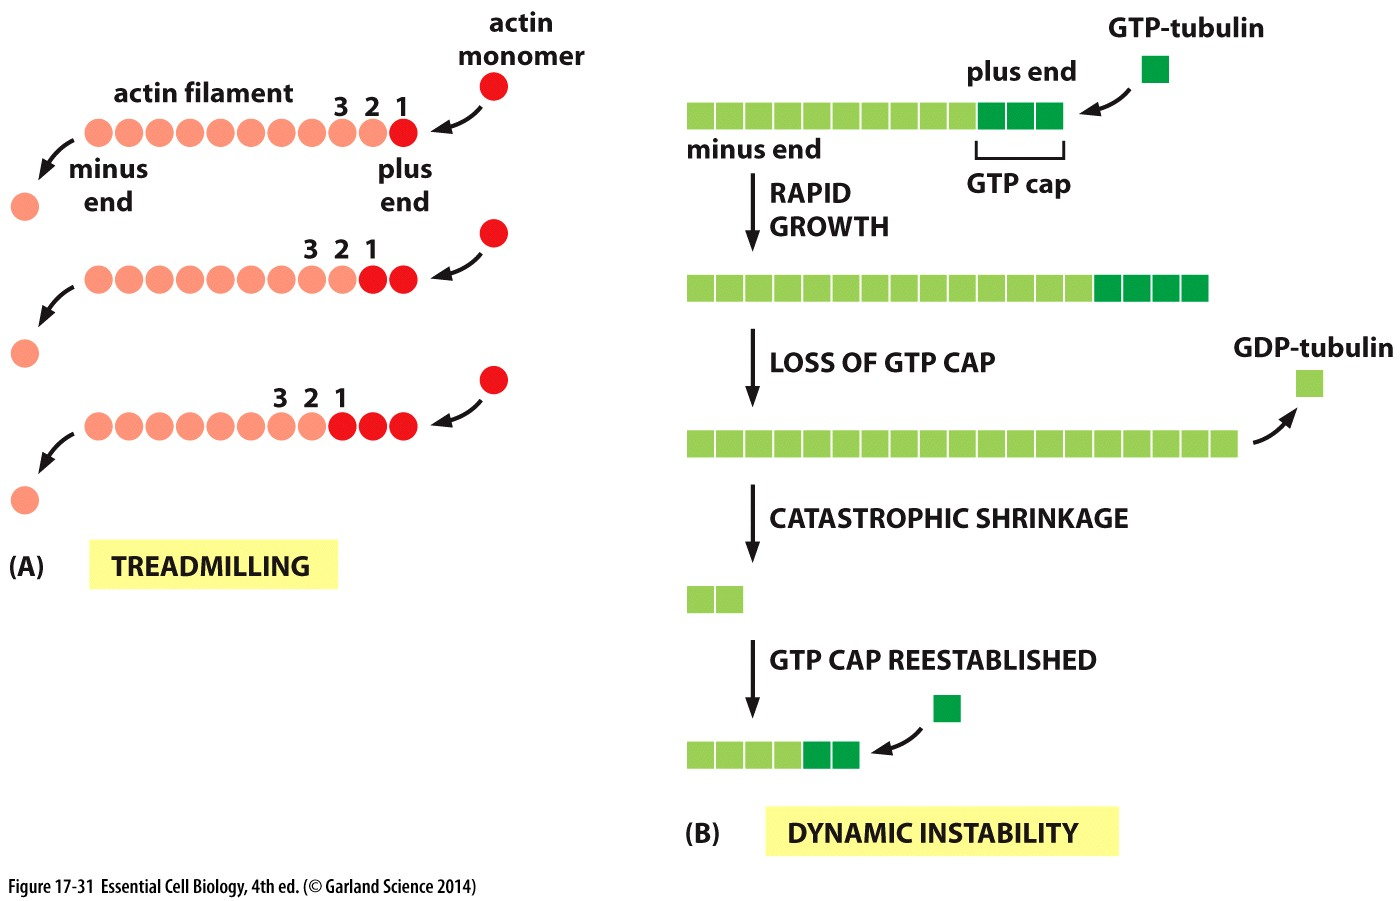 actin
monomer
actin filament
3 2 1
minus
end
plus
end
3 2 1
3 2 1
(A) TREADMILLING
GTP-tubulin
plus end
minus end
GTP cap
RAPID
GROWTH
LOSS OF GTP CAP
GDP-tubulin
CATASTROPHIC SHRINKAGE
GTP CAP REESTABLISHED
(B) DYNAMIC INSTABILITY
Figure 17-31 Essential Cell Biology, 4th ed. (© Garland Science 2014)